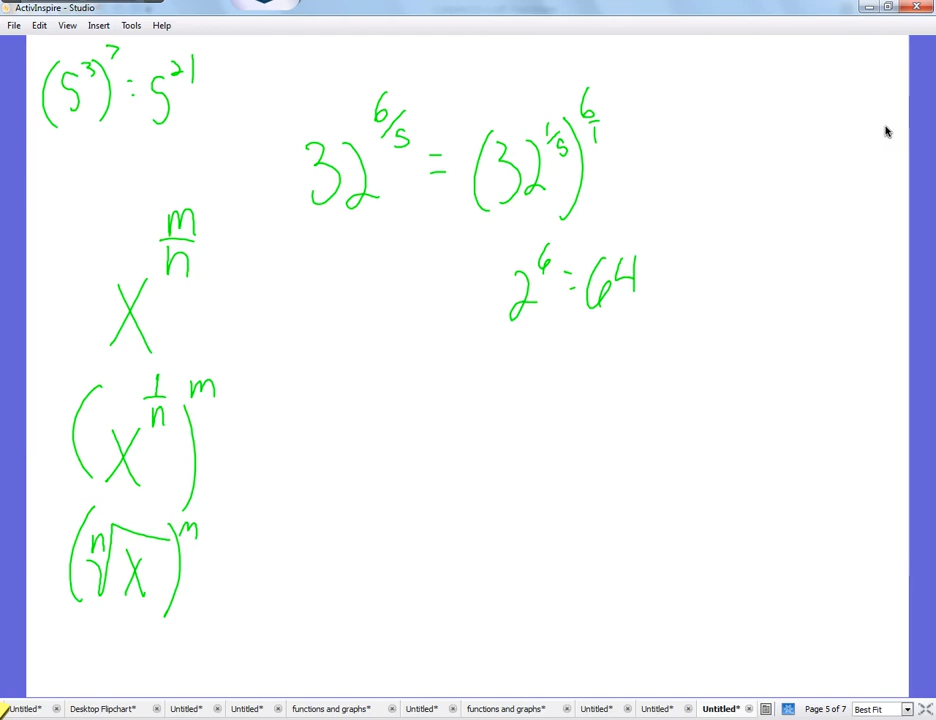 ActivInspire - Studio
File Edit View Insert Tools Help
(5³)⁷ = 5²¹
32^(6/5) = (32^(1/5))^(6/1)
2⁶ = 64
x^(m/n)
(x^(1/n))^m
(ⁿ√x)^m
Untitled* Desktop Flipchart* Untitled* Untitled* functions and graphs* Untitled* functions and graphs* Untitled* Untitled* Untitled* Page 5 of 7 Best Fit